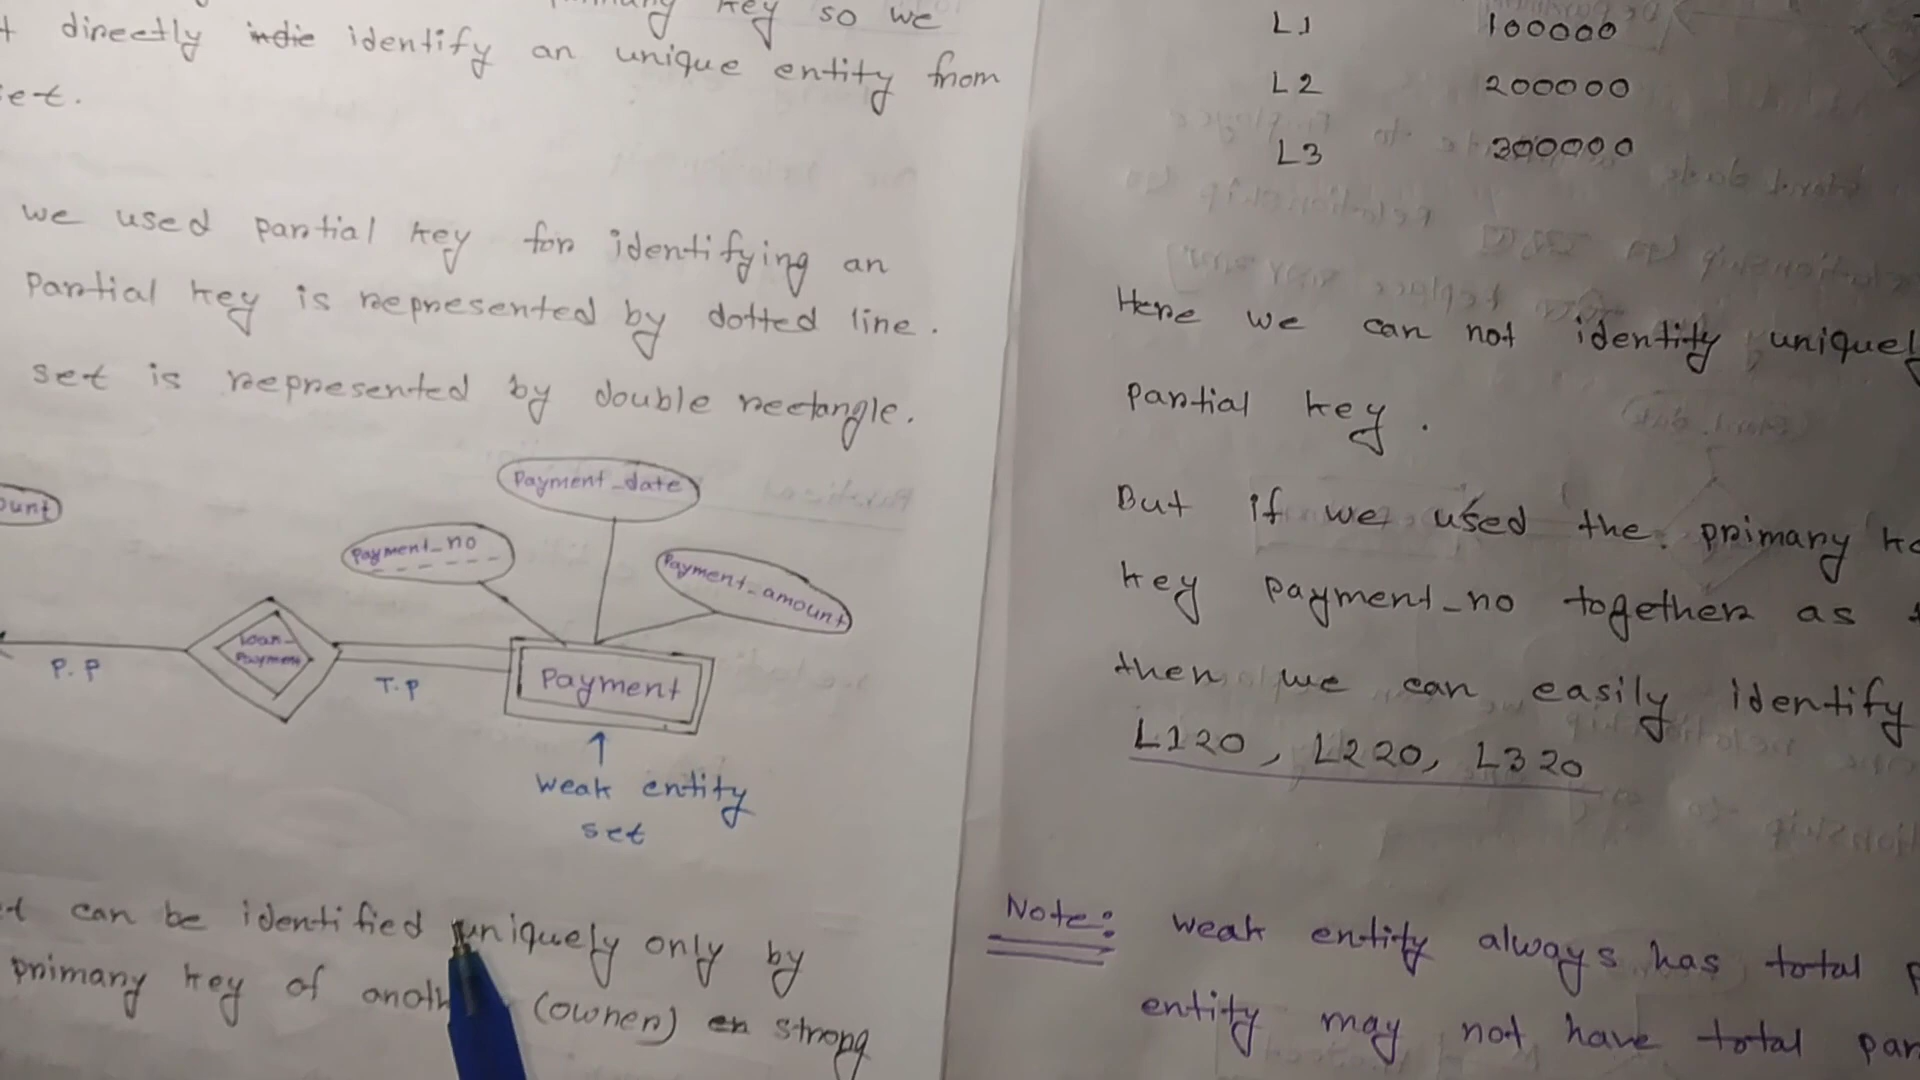 key so we
directly indie identify an unique entity from
set.
we used partial key for identifying an
Partial key is represented by dotted line.
set is represented by double rectangle.
Payment_date
Payment_no
Payment_amount
Loan-
Payment
P.P
T.P
Payment
weak entity
set
can be identified uniquely only by
primary key of (owner) strong
L1 100000
L2 200000
L3 300000
Here we can not identify
partial key.
But if we used the primary
key payment_no together as
then we can easily identify
L120, L220, L320
Note: weak entity always has total
entity may not have total